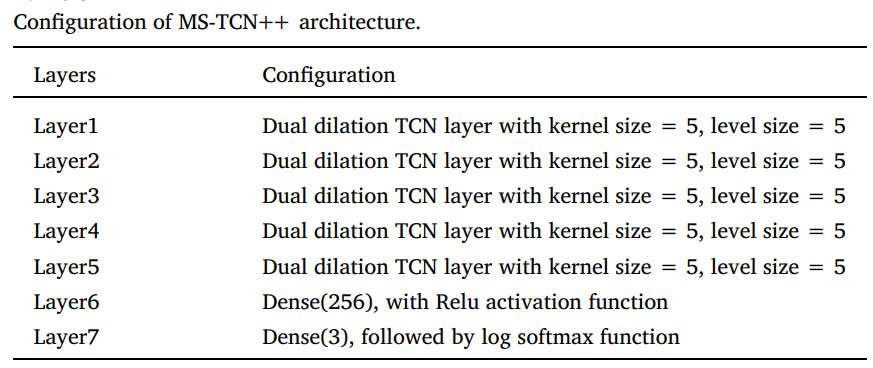 Configuration of MS-TCN++ architecture.
Layers Configuration
Layer1 Dual dilation TCN layer with kernel size = 5, level size = 5
Layer2 Dual dilation TCN layer with kernel size = 5, level size = 5
Layer3 Dual dilation TCN layer with kernel size = 5, level size = 5
Layer4 Dual dilation TCN layer with kernel size = 5, level size = 5
Layer5 Dual dilation TCN layer with kernel size = 5, level size = 5
Layer6 Dense(256), with Relu activation function
Layer7 Dense(3), followed by log softmax function